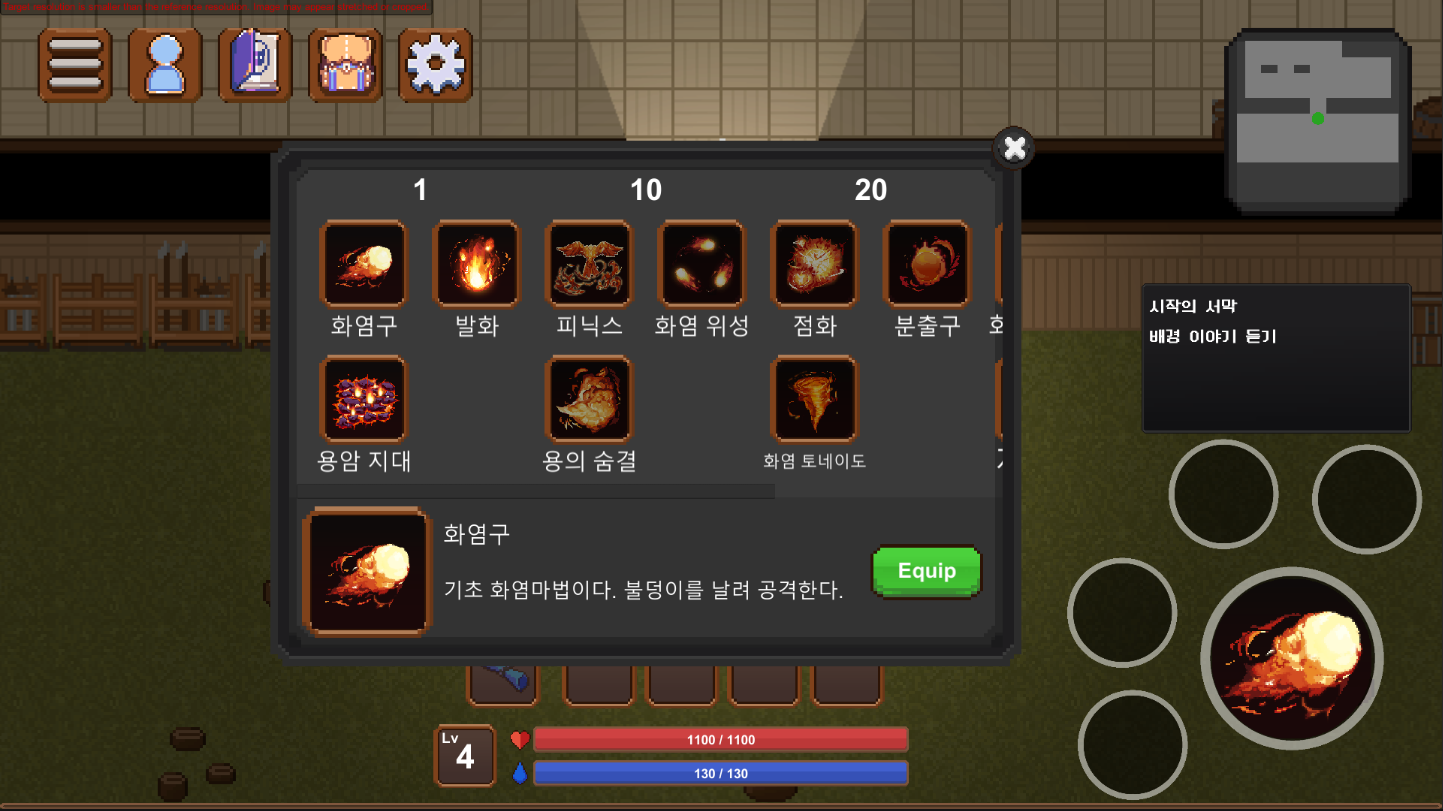 1 10 20
화염구 발화 피닉스 화염 위성 점화 분출구
용암 지대 용의 숨결 화염 토네이도
화염구
기초 화염마법이다. 불덩이를 날려 공격한다.
Equip
시작의 서막
배경 이야기 듣기
Lv
4
1100 / 1100
130 / 130